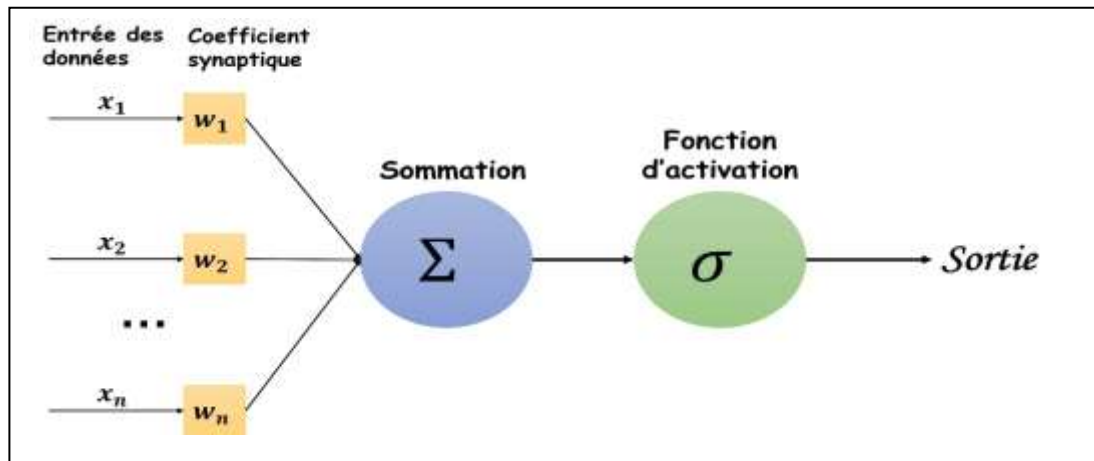 Entrée des données
Coefficient synaptique
x₁
w₁
Fonction d'activation
Sommation
x₂
w₂
Σ
σ
Sortie
...
xₙ
wₙ